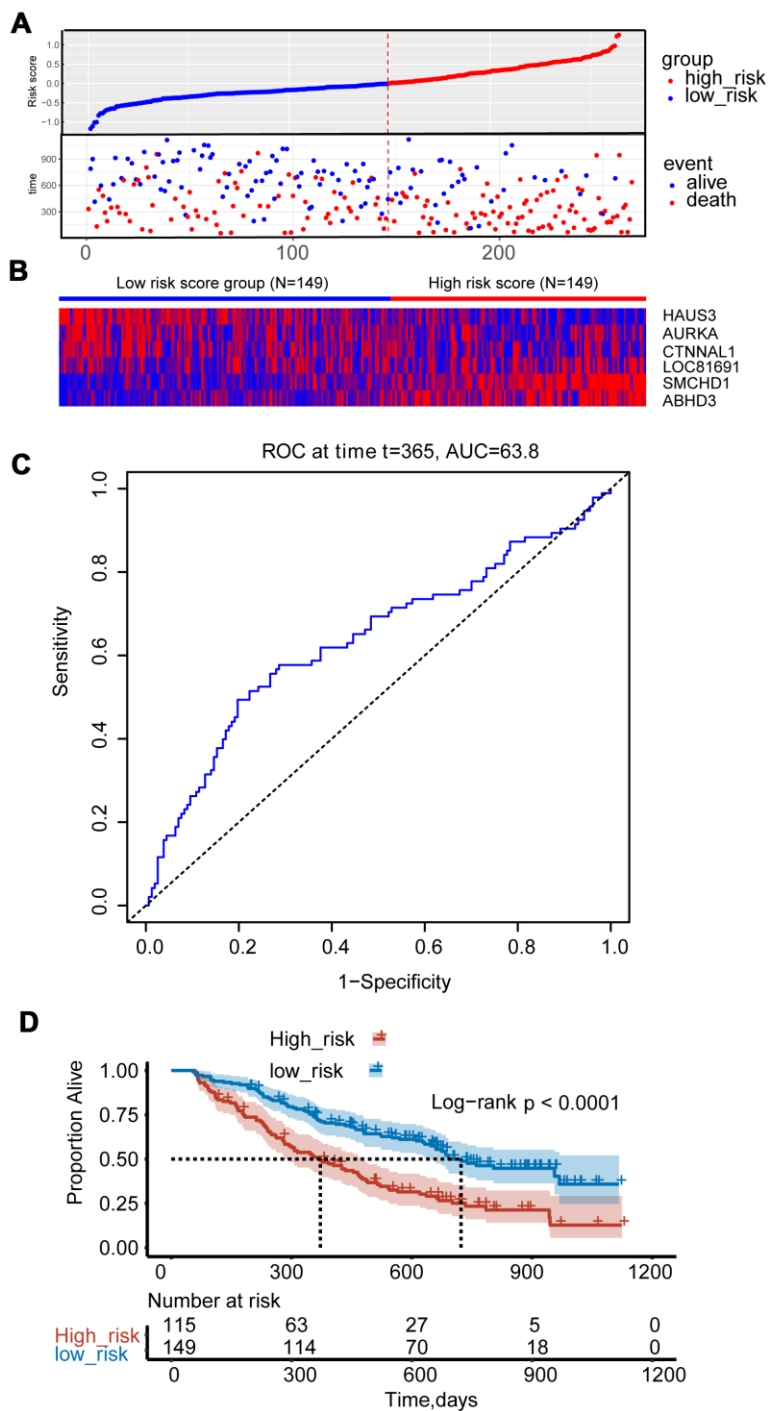 A
Risk score
1.0
0.5
0.0
−0.5
−1.0
group
high_risk
low_risk
time
900
600
300
event
alive
death
0 100 200
B
Low risk score group (N=149) High risk score (N=149)
HAUS3
AURKA
CTNNAL1
LOC81691
SMCHD1
ABHD3
C
ROC at time t=365, AUC=63.8
Sensitivity
1.0
0.8
0.6
0.4
0.2
0.0
0.0 0.2 0.4 0.6 0.8 1.0
1−Specificity
D
High_risk
low_risk
Log−rank p < 0.0001
Proportion Alive
1.00
0.75
0.50
0.25
0.00
0 300 600 900 1200
Number at risk
High_risk 115 63 27 5 0
low_risk 149 114 70 18 0
0 300 600 900 1200
Time,days